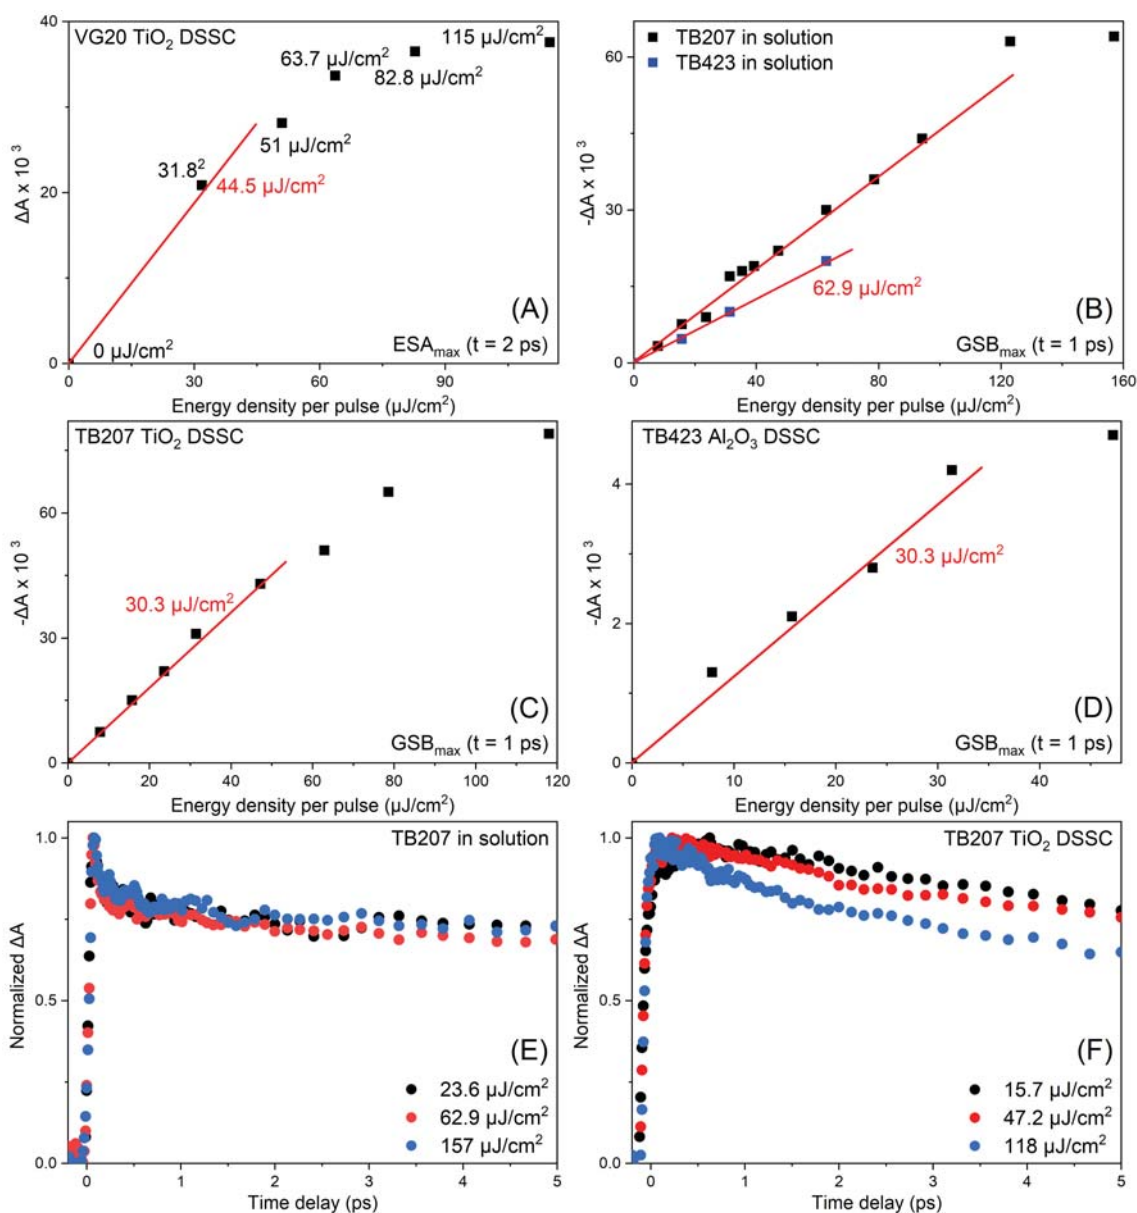 VG20 TiO₂ DSSC
115 µJ/cm²
63.7 µJ/cm²
82.8 µJ/cm²
51 µJ/cm²
31.8²
44.5 µJ/cm²
0 µJ/cm²
(A)
ESAmax (t = 2 ps)
ΔA x 10³
40
20
0
0 30 60 90
Energy density per pulse (µJ/cm²)
TB207 in solution
TB423 in solution
62.9 µJ/cm²
(B)
GSBmax (t = 1 ps)
-ΔA x 10³
60
30
0
0 40 80 120 160
Energy density per pulse (µJ/cm²)
TB207 TiO₂ DSSC
30.3 µJ/cm²
(C)
GSBmax (t = 1 ps)
-ΔA x 10³
60
30
0
0 20 40 60 80 100 120
Energy density per pulse (µJ/cm²)
TB423 Al₂O₃ DSSC
30.3 µJ/cm²
(D)
GSBmax (t = 1 ps)
-ΔA x 10³
4
2
0
0 10 20 30 40
Energy density per pulse (µJ/cm²)
TB207 in solution
(E)
23.6 µJ/cm²
62.9 µJ/cm²
157 µJ/cm²
Normalized ΔA
1.0
0.5
0.0
0 1 2 3 4 5
Time delay (ps)
TB207 TiO₂ DSSC
(F)
15.7 µJ/cm²
47.2 µJ/cm²
118 µJ/cm²
Normalized ΔA
1.0
0.5
0.0
0 1 2 3 4 5
Time delay (ps)